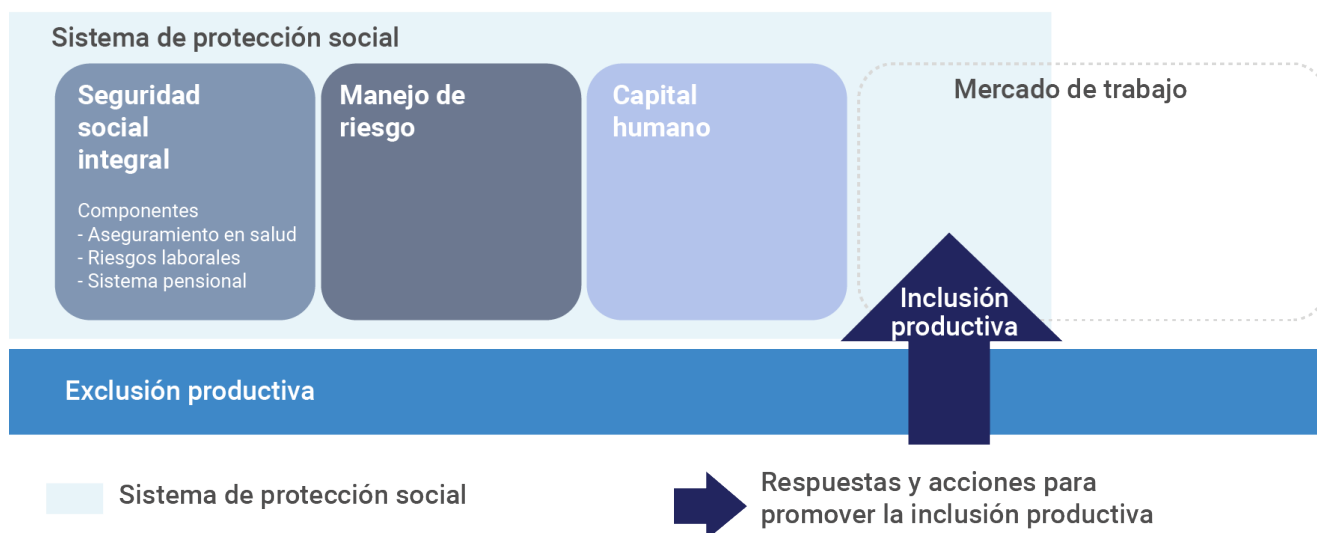 Sistema de protección social
Seguridad
social
integral
Componentes
- Aseguramiento en salud
- Riesgos laborales
- Sistema pensional
Manejo de
riesgo
Capital
humano
Mercado de trabajo
Inclusión
productiva
Exclusión productiva
Sistema de protección social
Respuestas y acciones para
promover la inclusión productiva